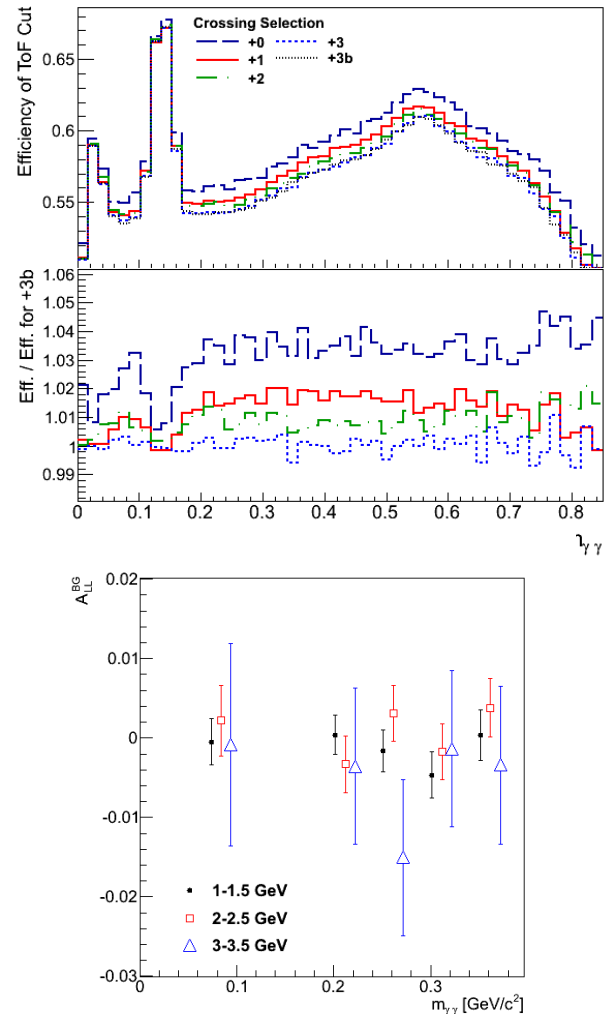 Efficiency of ToF Cut
Crossing Selection
+0
+3
+1
+3b
+2
0.65
0.6
0.55
Eff. / Eff. for +3b
1.06
1.05
1.04
1.03
1.02
1.01
1
0.99
0 0.1 0.2 0.3 0.4 0.5 0.6 0.7 0.8
γ γ
A_LL^BG
0.02
0.01
0
-0.01
-0.02
-0.03
1-1.5 GeV
2-2.5 GeV
3-3.5 GeV
0 0.1 0.2 0.3
m_γγ [GeV/c²]